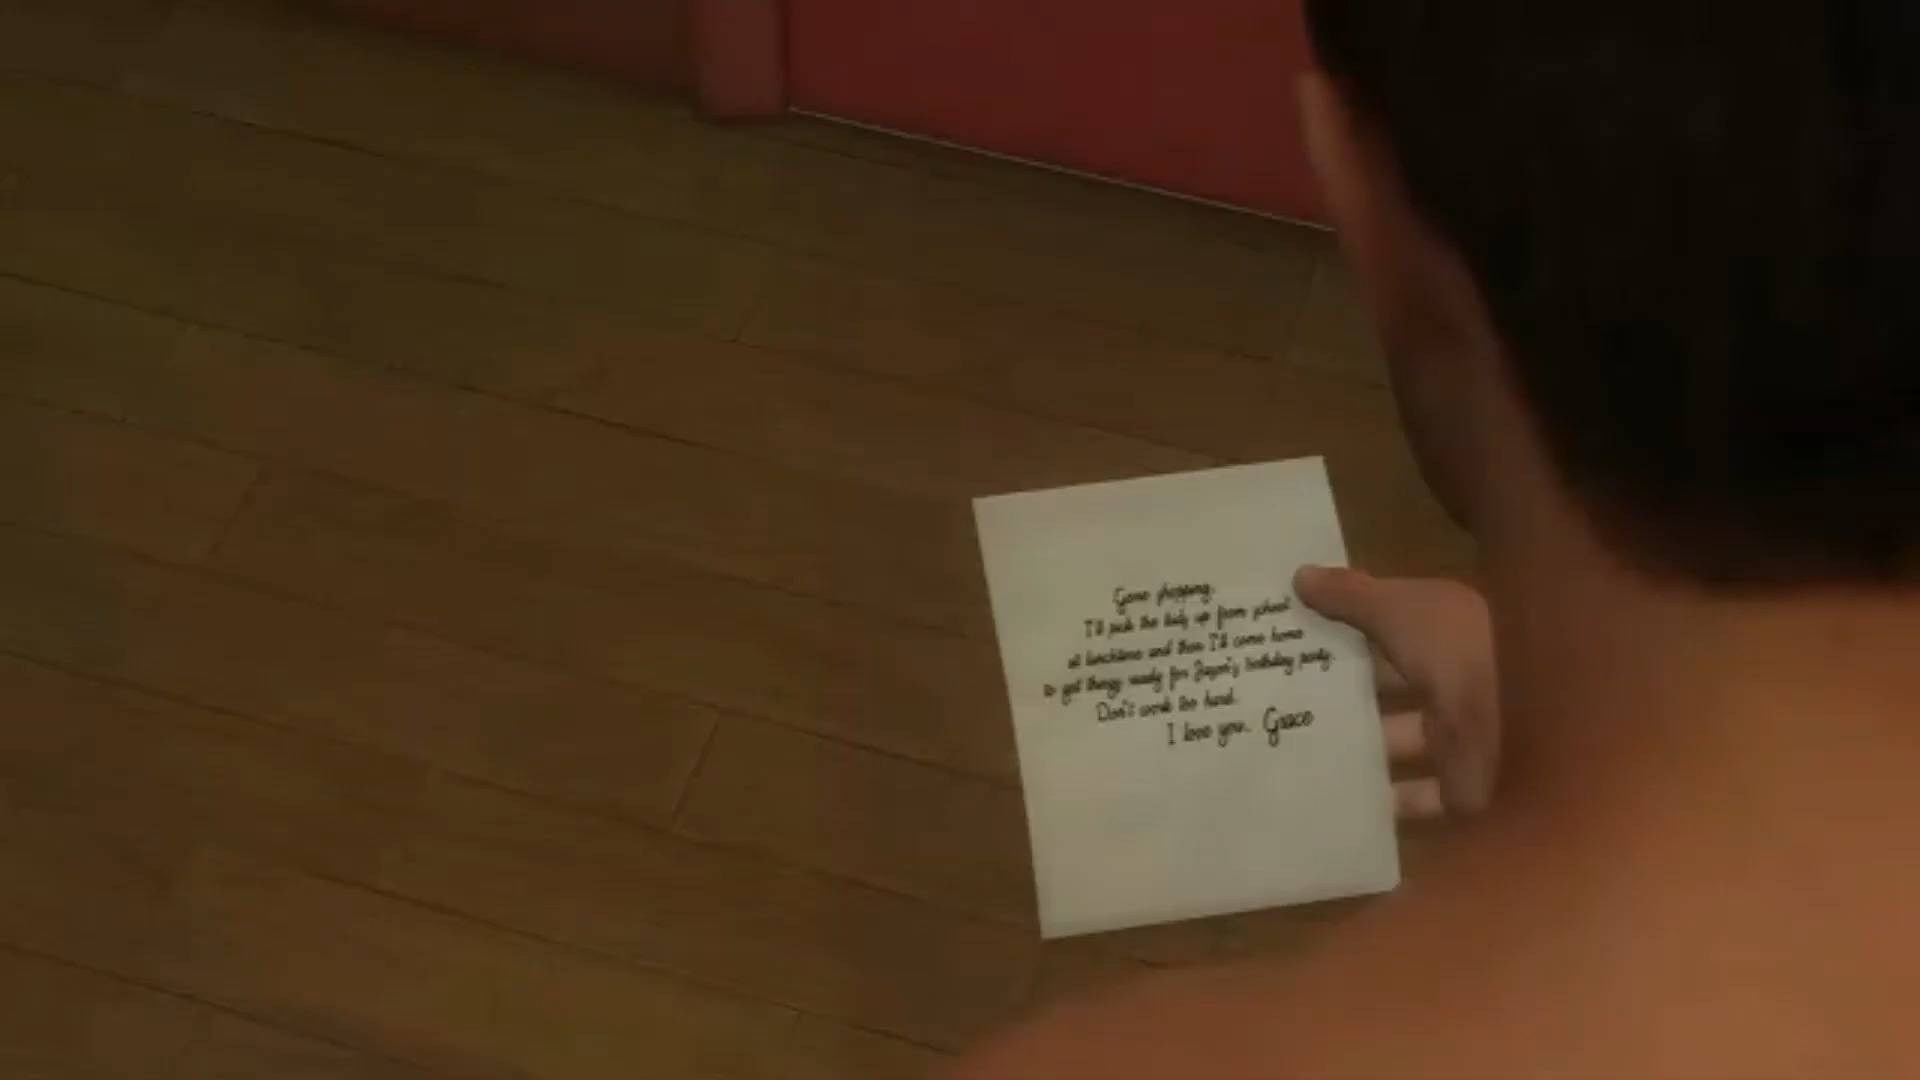 Gone shopping.
I'll pick the kids up from school
at lunchtime and then I'll come home
to get things ready for Jason's birthday party.
Don't work too hard.
I love you. Grace